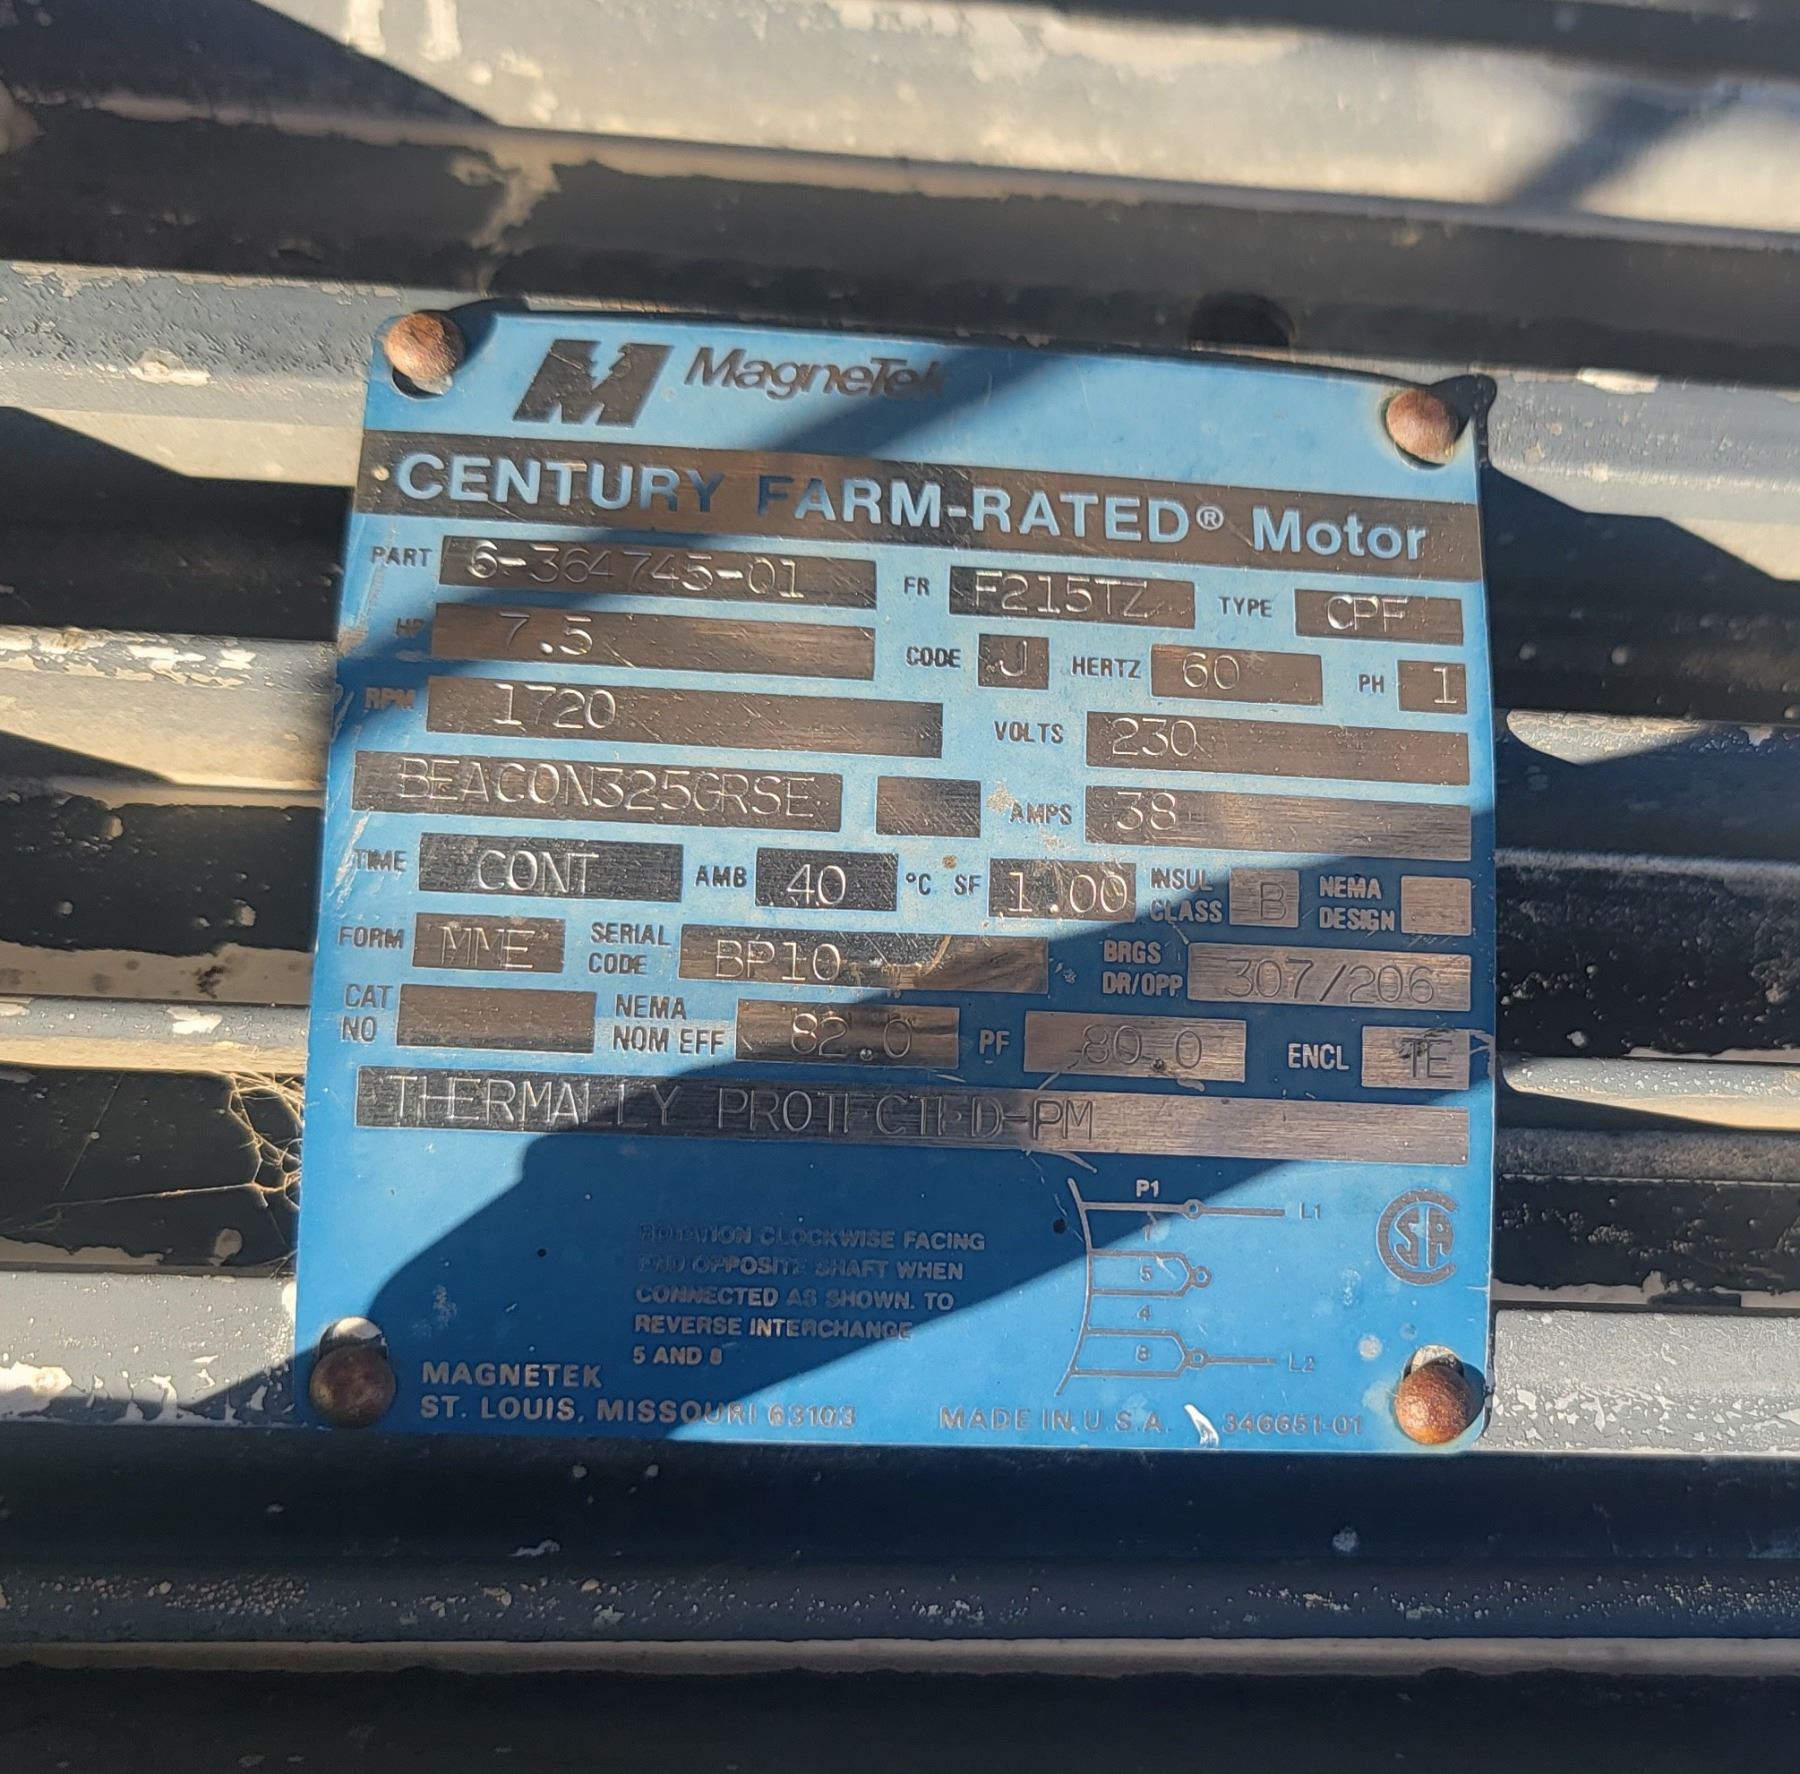 MagneTek
CENTURY FARM-RATED® Motor
PART 6-364745-01 FR F215TZ TYPE CPF
HP 7.5 CODE J HERTZ 60 PH 1
RPM 1720 VOLTS 230
BEACON325GRSE AMPS 38
TIME CONT AMB 40 °C SF 1.00 INSUL CLASS B NEMA DESIGN
FORM MME SERIAL CODE BP10 BRGS DR/OPP 307/206
CAT NO NEMA NOM EFF 82.0 PF 80.0 ENCL TE
THERMALLY PROTECTED-PM
P1 L1
1
5
4
8 L2
CSA
ROTATION CLOCKWISE FACING
END OPPOSITE SHAFT WHEN
CONNECTED AS SHOWN. TO
REVERSE INTERCHANGE
5 AND 8
MAGNETEK
ST. LOUIS, MISSOURI 63103 MADE IN U.S.A. 346651-01